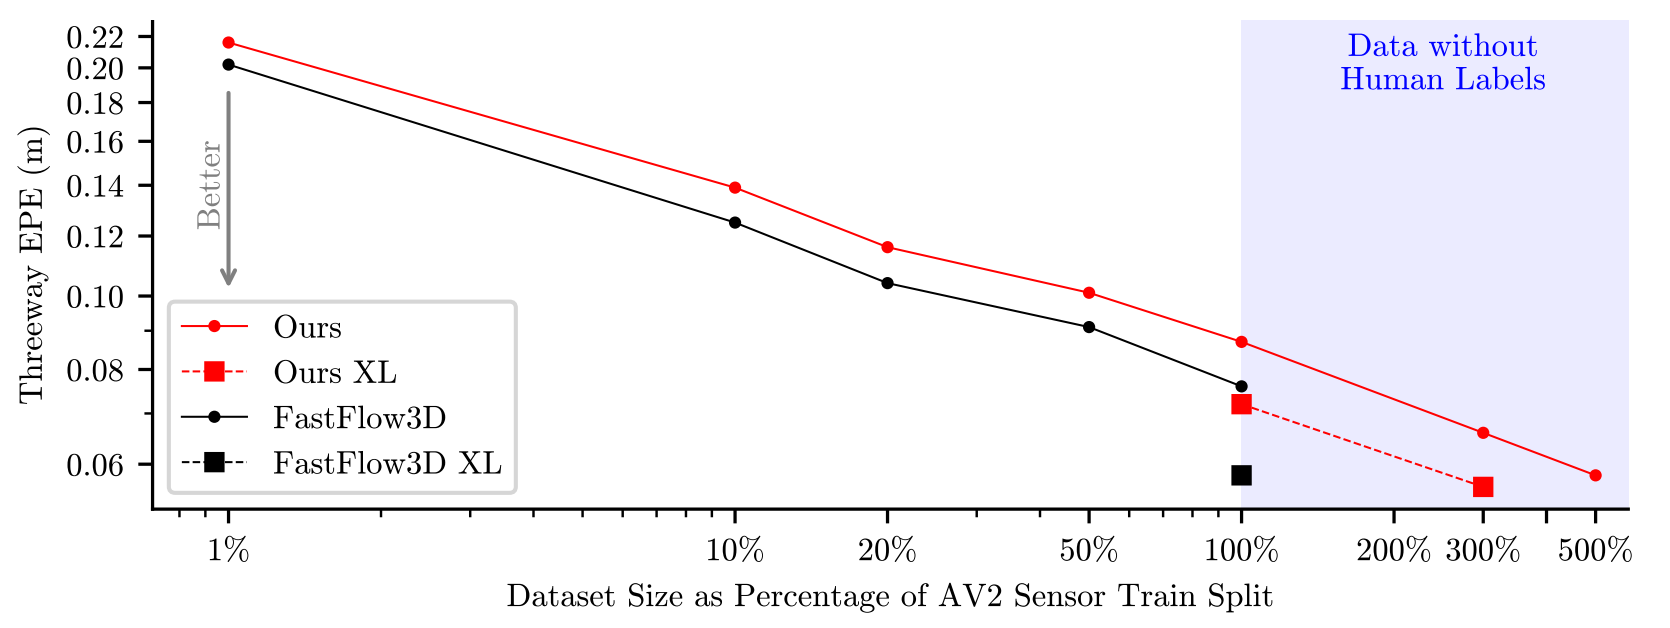 Threeway EPE (m)
0.22
0.20
0.18
0.16
0.14
0.12
0.10
0.08
0.06
Better
Data without
Human Labels
Ours
Ours XL
FastFlow3D
FastFlow3D XL
1% 10% 20% 50% 100% 200% 300% 500%
Dataset Size as Percentage of AV2 Sensor Train Split